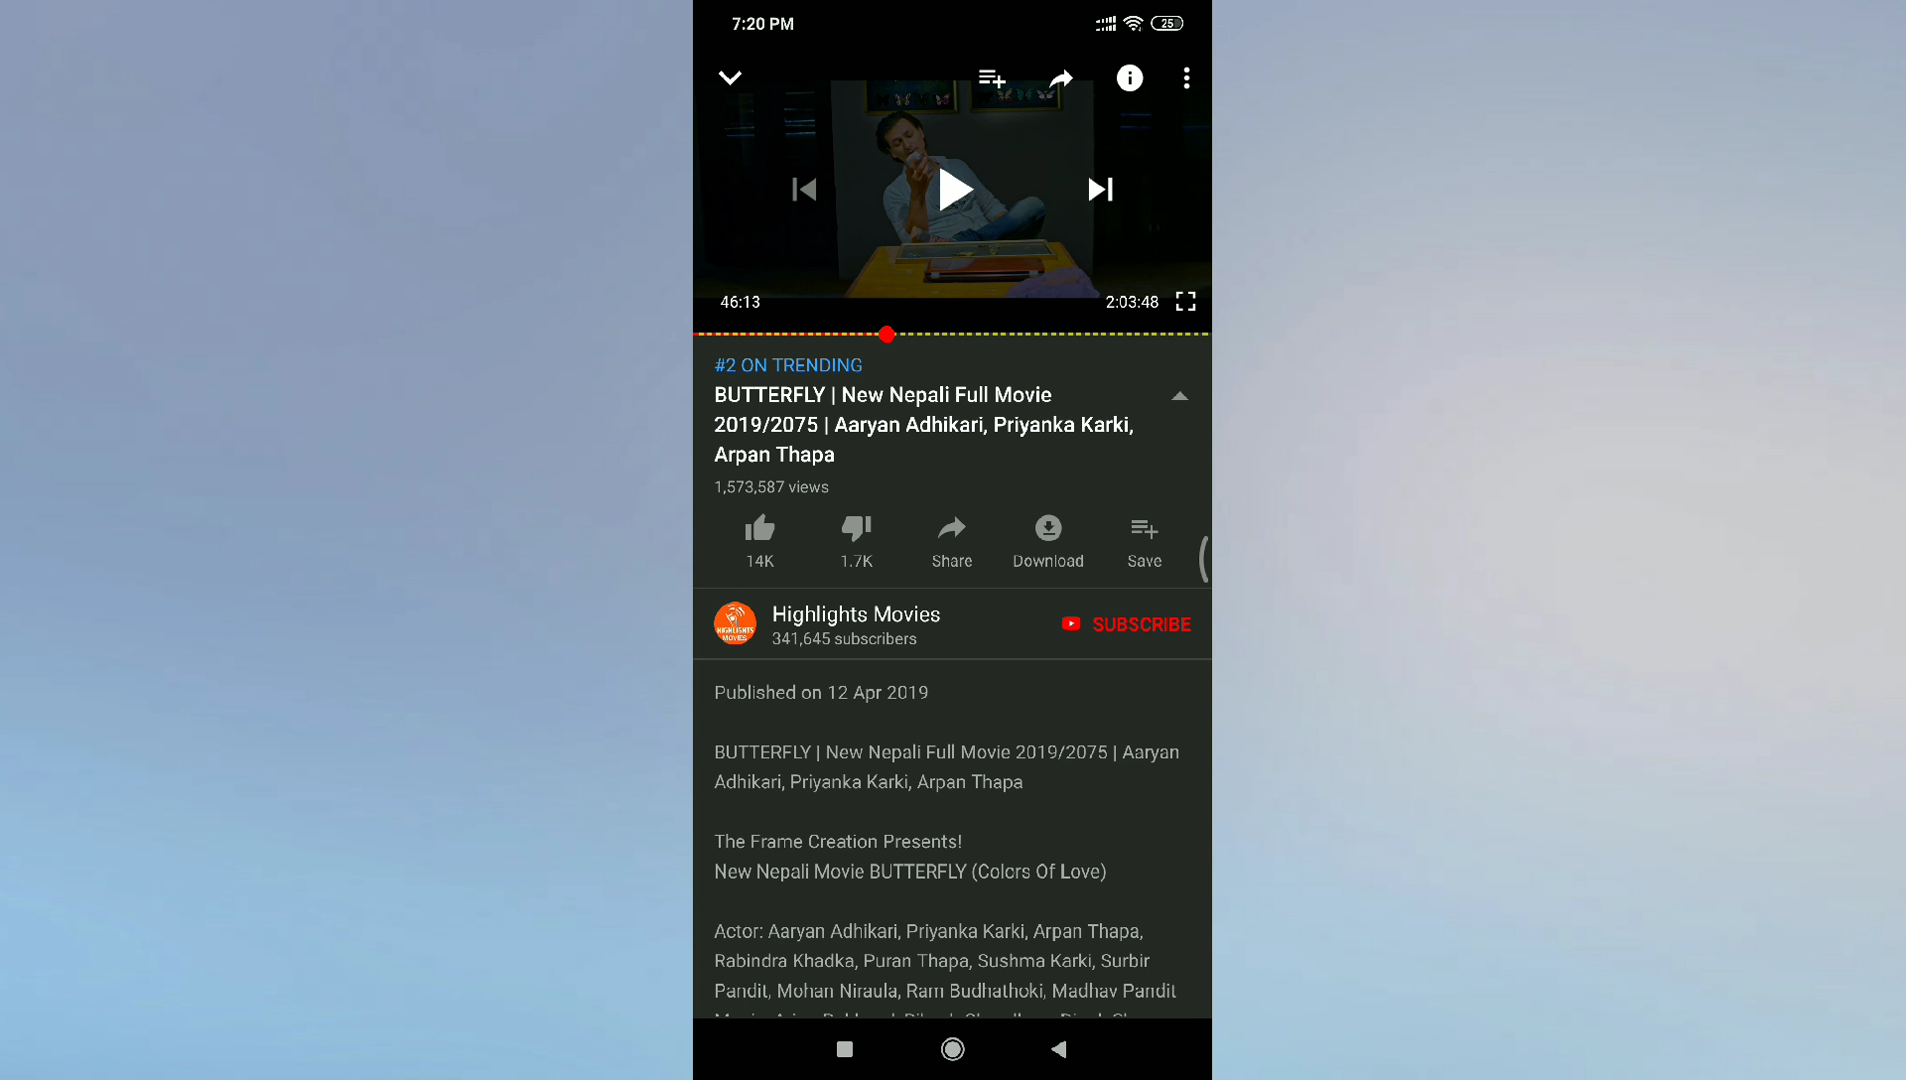 7:20 PM
25
46:13
2:03:48
#2 ON TRENDING
BUTTERFLY | New Nepali Full Movie
2019/2075 | Aaryan Adhikari, Priyanka Karki,
Arpan Thapa
1,573,587 views
14K
1.7K
Share
Download
Save
HIGHLIGHTS
MOVIES
Highlights Movies
341,645 subscribers
SUBSCRIBE
Published on 12 Apr 2019
BUTTERFLY | New Nepali Full Movie 2019/2075 | Aaryan
Adhikari, Priyanka Karki, Arpan Thapa
The Frame Creation Presents!
New Nepali Movie BUTTERFLY (Colors Of Love)
Actor: Aaryan Adhikari, Priyanka Karki, Arpan Thapa,
Rabindra Khadka, Puran Thapa, Sushma Karki, Surbir
Pandit, Mohan Niraula, Ram Budhathoki, Madhav Pandit